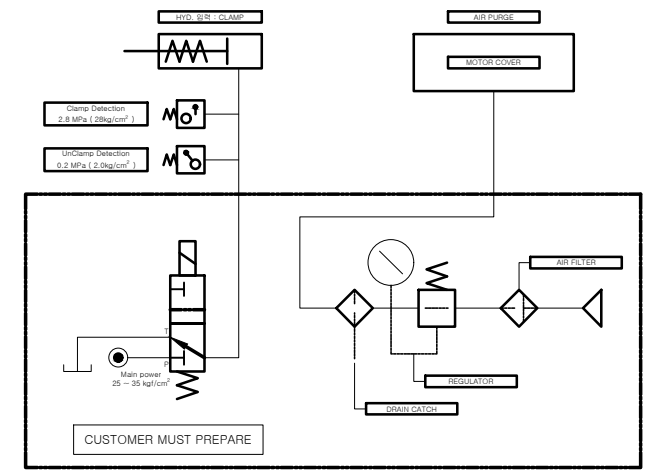 HYD. 입력 : CLAMP
AIR PURGE
MOTOR COVER
Clamp Detection
2.8 MPa ( 28kg/cm² )
UnClamp Detection
0.2 MPa ( 2.0kg/cm² )
AIR FILTER
T
P
Main power
25 ~ 35 kgf/cm²
REGULATOR
DRAIN CATCH
CUSTOMER MUST PREPARE